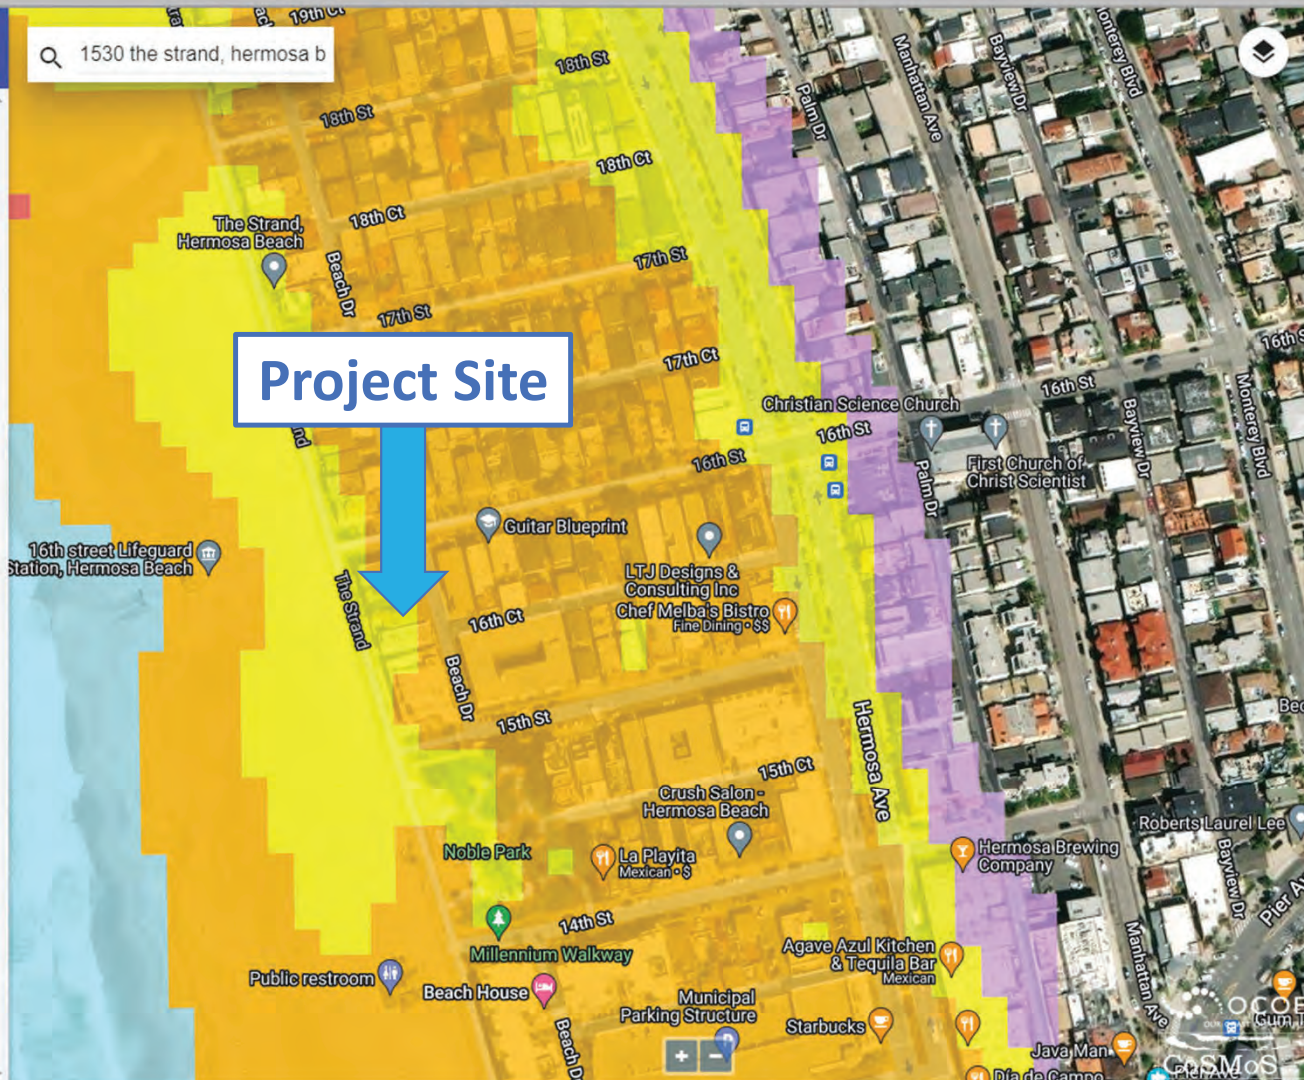 19th Ct
1530 the strand, hermosa b
18th St
18th St
18th Ct
18th Ct
Palm Dr
Manhattan Ave
Bayview Dr
Monterey Blvd
The Strand,
Hermosa Beach
Beach Dr
17th St
17th St
17th Ct
Project Site
16th St
Christian Science Church
16th St
16th St
First Church of
Christ Scientist
Palm Dr
Bayview Dr
Monterey Blvd
Guitar Blueprint
16th street Lifeguard
Station, Hermosa Beach
The Strand
LTJ Designs &
Consulting Inc
Chef Melba's Bistro
Fine Dining • $$
16th Ct
Beach Dr
15th St
Hermosa Ave
15th Ct
Crush Salon -
Hermosa Beach
Noble Park
La Playita
Mexican • $
Hermosa Brewing
Company
Roberts Laurel Lee
Bayview Dr
14th St
Millennium Walkway
Public restroom
Beach House
Agave Azul Kitchen
& Tequila Bar
Mexican
Municipal
Parking Structure
Starbucks
Manhattan Ave
Beach Dr
Java Man
Día de Campo
CoSMoS